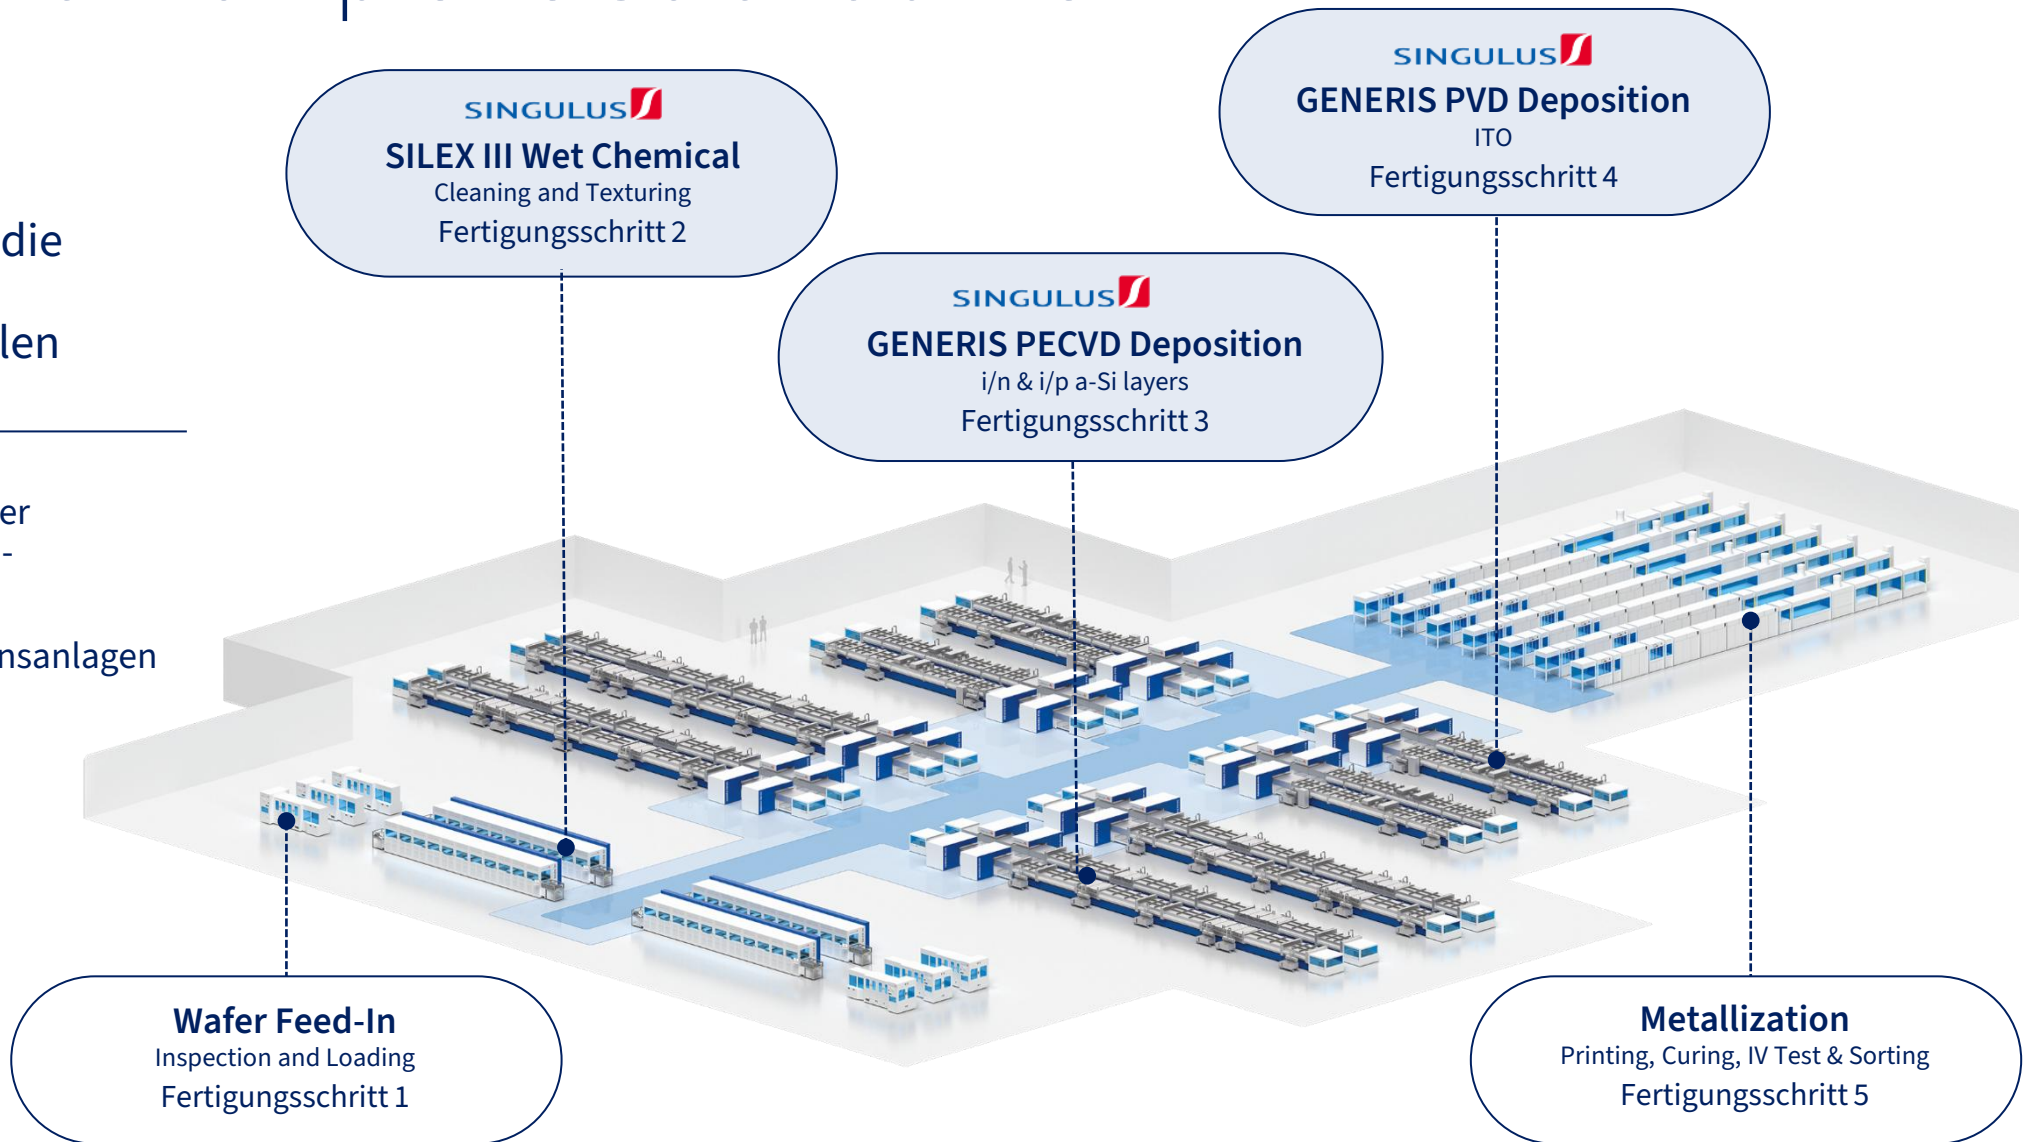 die
len
er
-
nsanlagen
SINGULUS
SILEX III Wet Chemical
Cleaning and Texturing
Fertigungsschritt 2
SINGULUS
GENERIS PECVD Deposition
i/n & i/p a-Si layers
Fertigungsschritt 3
SINGULUS
GENERIS PVD Deposition
ITO
Fertigungsschritt 4
Wafer Feed-In
Inspection and Loading
Fertigungsschritt 1
Metallization
Printing, Curing, IV Test & Sorting
Fertigungsschritt 5